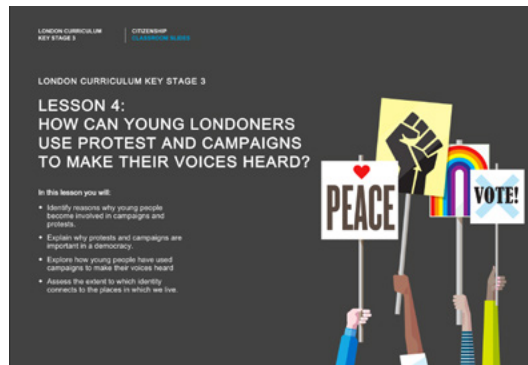 LONDON CURRICULUM
KEY STAGE 3
CITIZENSHIP
CLASSROOM SLIDES
LONDON CURRICULUM KEY STAGE 3
LESSON 4:
HOW CAN YOUNG LONDONERS
USE PROTEST AND CAMPAIGNS
TO MAKE THEIR VOICES HEARD?
In this lesson you will:
• Identify reasons why young people
become involved in campaigns and
protests.
• Explain why protests and campaigns are
important in a democracy.
• Explore how young people have used
campaigns to make their voices heard
• Assess the extent to which identity
connects to the places in which we live.
PEACE
VOTE!